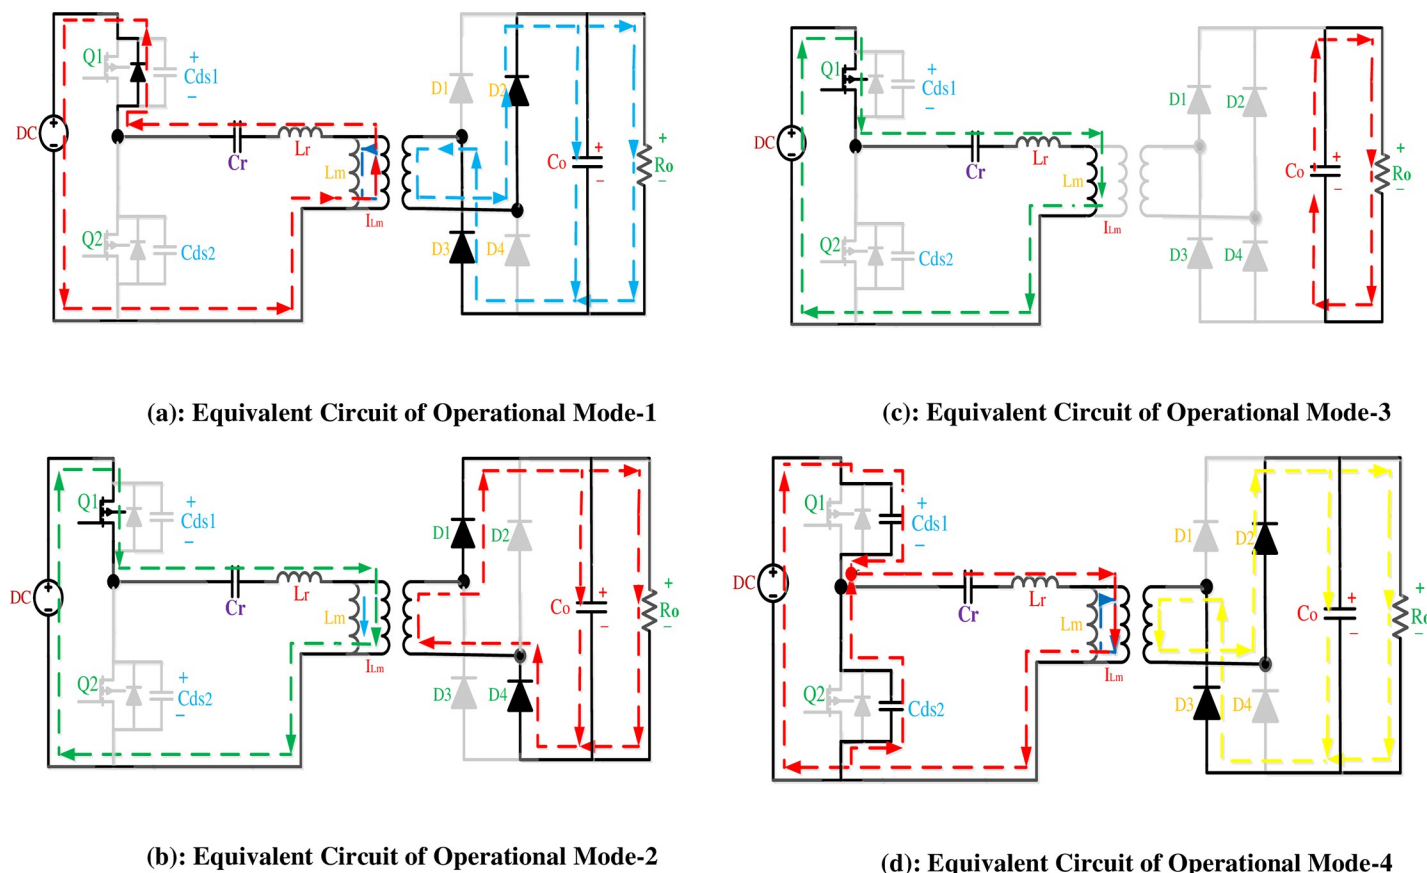 Q1
+
Cds1
−
DC
Cr
Lr
Lm
ILm
Q2
Cds2
D1
D2
D3
D4
Co
+
−
+
Ro
−
(a): Equivalent Circuit of Operational Mode-1
Q1
+
Cds1
−
DC
Cr
Lr
Lm
ILm
Q2
Cds2
D1
D2
D3
D4
Co
+
−
+
Ro
−
(c): Equivalent Circuit of Operational Mode-3
Q1
+
Cds1
−
DC
Cr
Lr
Lm
ILm
Q2
+
Cds2
−
D1
D2
D3
D4
Co
+
−
+
Ro
−
(b): Equivalent Circuit of Operational Mode-2
Q1
+
Cds1
−
DC
Cr
Lr
Lm
ILm
Q2
Cds2
D1
D2
D3
D4
Co
+
−
+
Ro
−
(d): Equivalent Circuit of Operational Mode-4